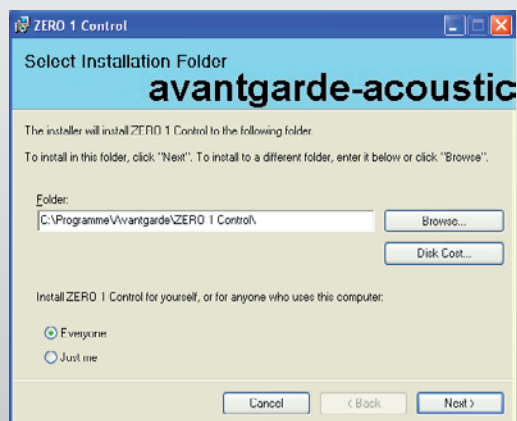 ZERO 1 Control
Select Installation Folder
avantgarde-acoustic
The installer will install ZERO 1 Control to the following folder.
To install in this folder, click "Next". To install to a different folder, enter it below or click "Browse".
Folder:
C:\Programme\Avantgarde\ZERO 1 Control\
Browse...
Disk Cost...
Install ZERO 1 Control for yourself, or for anyone who uses this computer:
Everyone
Just me
Cancel
< Back
Next >